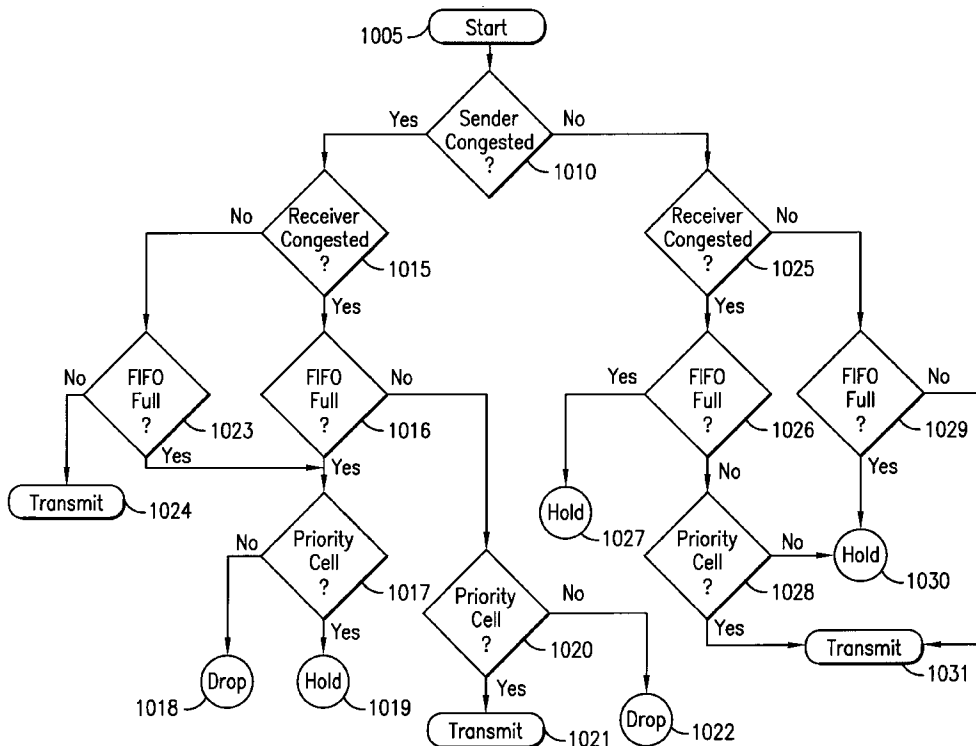 1005
Start
Yes
Sender
Congested
?
No
1010
No
Receiver
Congested
?
1015
Yes
Receiver
Congested
?
No
1025
Yes
No
FIFO
Full
?
1023
Yes
FIFO
Full
?
No
1016
Yes
Yes
FIFO
Full
?
1026
No
FIFO
Full
?
No
1029
Yes
Transmit
1024
No
Priority
Cell
?
1017
Yes
Hold
1027
Priority
Cell
?
No
1028
Yes
Hold
1030
Priority
Cell
?
No
1020
Yes
Transmit
1031
1018
Drop
Hold
1019
Transmit
1021
Drop
1022